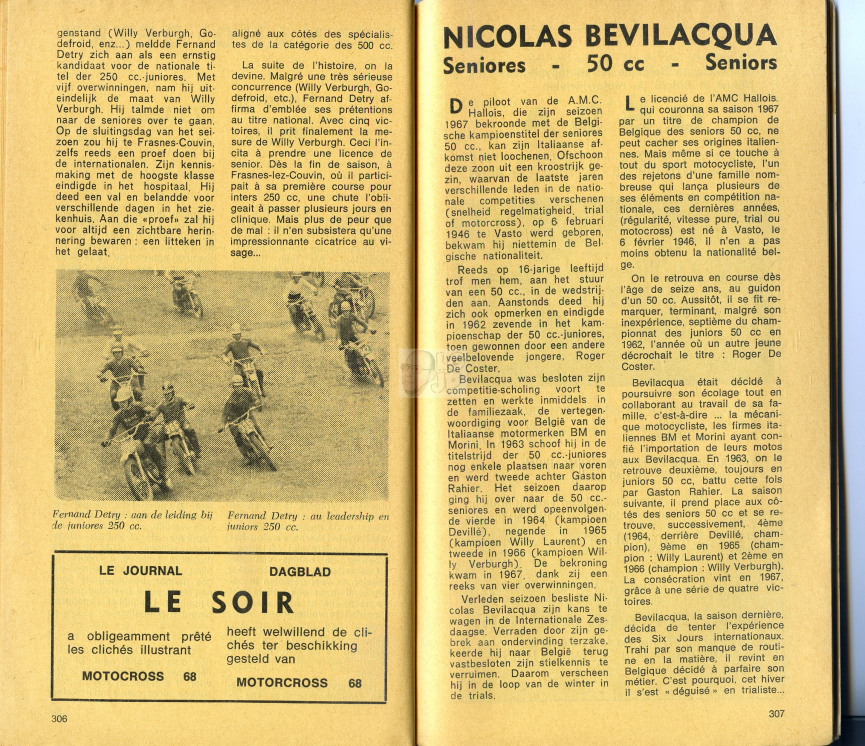 genstand (Willy Verburgh, Go-
defroid, enz...) meldde Fernand
Detry zich aan als een ernstig
kandidaat voor de nationale ti-
tel der 250 cc.-juniores. Met
vijf overwinningen, nam hij uit-
eindelijk de maat van Willy
Verburgh. Hij talmde niet om
naar de seniores over te gaan.
Op de sluitingsdag van het sei-
zoen zou hij te Frasnes-Couvin,
zelfs reeds een proef doen bij
de internationalen. Zijn kennis-
making met de hoogste klasse
eindigde in het hospitaal. Hij
deed een val en belandde voor
verschillende dagen in het zie-
kenhuis. Aan die «proef» zal hij
voor altijd een zichtbare herin-
nering bewaren : een litteken in
het gelaat.
aligné aux côtés des spécialis-
tes de la catégorie des 500 cc.
La suite de l'histoire, on la
devine. Malgré une très sérieuse
concurrence (Willy Verburgh, Go-
defroid, etc.), Fernand Detry af-
firma d'emblée ses prétentions
au titre national. Avec cinq vic-
toires, il prit finalement la me-
sure de Willy Verburgh. Ceci l'in-
cita à prendre une licence de
senior. Dès la fin de saison, à
Frasnes-lez-Couvin, où il partici-
pait à sa première course pour
inters 250 cc, une chute l'obli-
geait à passer plusieurs jours en
clinique. Mais plus de peur que
de mal : il n'en subsistera qu'une
impressionnante cicatrice au vi-
sage...
Fernand Detry : aan de leiding bij
de juniores 250 cc.
Fernand Detry : au leadership en
juniors 250 cc.
LE JOURNAL DAGBLAD
LE SOIR
a obligeamment prêté
les clichés illustrant
MOTOCROSS 68
heeft welwillend de cli-
chés ter beschikking
gesteld van
MOTORCROSS 68
306
NICOLAS BEVILACQUA
Seniores - 50 cc - Seniors
De piloot van de A.M.C.
Hallois, die zijn seizoen
1967 bekroonde met de Belgi-
sche kampioenstitel der seniores
50 cc., kan zijn Italiaanse af-
komst niet loochenen. Ofschoon
deze zoon uit een kroostrijk ge-
zin, waarvan de laatste jaren
verschillende leden in de natio-
nale competities verschenen
(snelheid regelmatigheid, trial
of motorcross), op 6 februari
1946 te Vasto werd geboren,
bekwam hij niettemin de Bel-
gische nationaliteit.
Reeds op 16-jarige leeftijd
trof men hem, aan het stuur
van een 50 cc., in de wedstrij-
den aan. Aanstonds deed hij
zich ook opmerken en eindigde
in 1962 zevende in het kam-
pioenschap der 50 cc.-juniores,
toen gewonnen door een andere
veelbelovende jongere, Roger
De Coster.
Bevilacqua was besloten zijn
competitie-scholing voort te
zetten en werkte inmiddels in
de familiezaak, de vertegen-
woordiging voor België van de
Italiaanse motormerken BM en
Morini. In 1963 schoof hij in de
titelstrijd der 50 cc.-juniores
nog enkele plaatsen naar voren
en werd tweede achter Gaston
Rahier. Het seizoen daarop
ging hij over naar de 50 cc.-
seniores en werd opeenvolgen-
de vierde in 1964 (kampioen
Devillé), negende in 1965
(kampioen Willy Laurent) en
tweede in 1966 (kampioen Wil-
ly Verburgh). De bekroning
kwam in 1967, dank zij een
reeks van vier overwinningen.
Verleden seizoen besliste Ni-
colas Bevilacqua zijn kans te
wagen in de Internationale Zes-
daagse. Verraden door zijn ge-
brek aan ondervinding terzake,
keerde hij naar België terug
vastbesloten zijn stielkennis te
verruimen. Daarom verscheen
hij in de loop van de winter in
de trials.
Le licencié de l'AMC Hallois,
qui couronna sa saison 1967
par un titre de champion de
Belgique des seniors 50 cc, ne
peut cacher ses origines italien-
nes. Mais même si ce touche à
tout du sport motocycliste, l'un
des rejetons d'une famille nom-
breuse qui lança plusieurs de
ses éléments en compétition na-
tionale, ces dernières années,
(régularité, vitesse pure, trial ou
motocross) est né à Vasto, le
6 février 1946, il n'en a pas
moins obtenu la nationalité bel-
ge.
On le retrouva en course dès
l'âge de seize ans, au guidon
d'un 50 cc. Aussitôt, il se fit re-
marquer, terminant, malgré son
inexpérience, septième du cham-
pionnat des juniors 50 cc en
1962, l'année où un autre jeune
décrochait le titre : Roger De
Coster.
Bevilacqua était décidé à
poursuivre son écolage tout en
collaborant au travail de sa fa-
mille, c'est-à-dire ... la mécani-
que motocycliste, les firmes ita-
liennes BM et Morini ayant con-
fié l'importation de leurs motos
aux Bevilacqua. En 1963, on le
retrouve deuxième, toujours en
juniors 50 cc, battu cette fois
par Gaston Rahier. La saison
suivante, il prend place aux cô-
tés des seniors 50 cc et se re-
trouve, successivement, 4ème
(1964, derrière Devillé, cham-
pion), 9ème en 1965 (cham-
pion : Willy Laurent) et 2ème en
1966 (champion : Willy Verburgh).
La consécration vint en 1967,
grâce à une série de quatre vic-
toires.
Bevilacqua, la saison dernière,
décida de tenter l'expérience
des Six Jours internationaux.
Trahi par son manque de routi-
ne en la matière, il revint en
Belgique décidé à parfaire son
métier. C'est pourquoi, cet hiver
il s'est « déguisé » en trialiste...
307